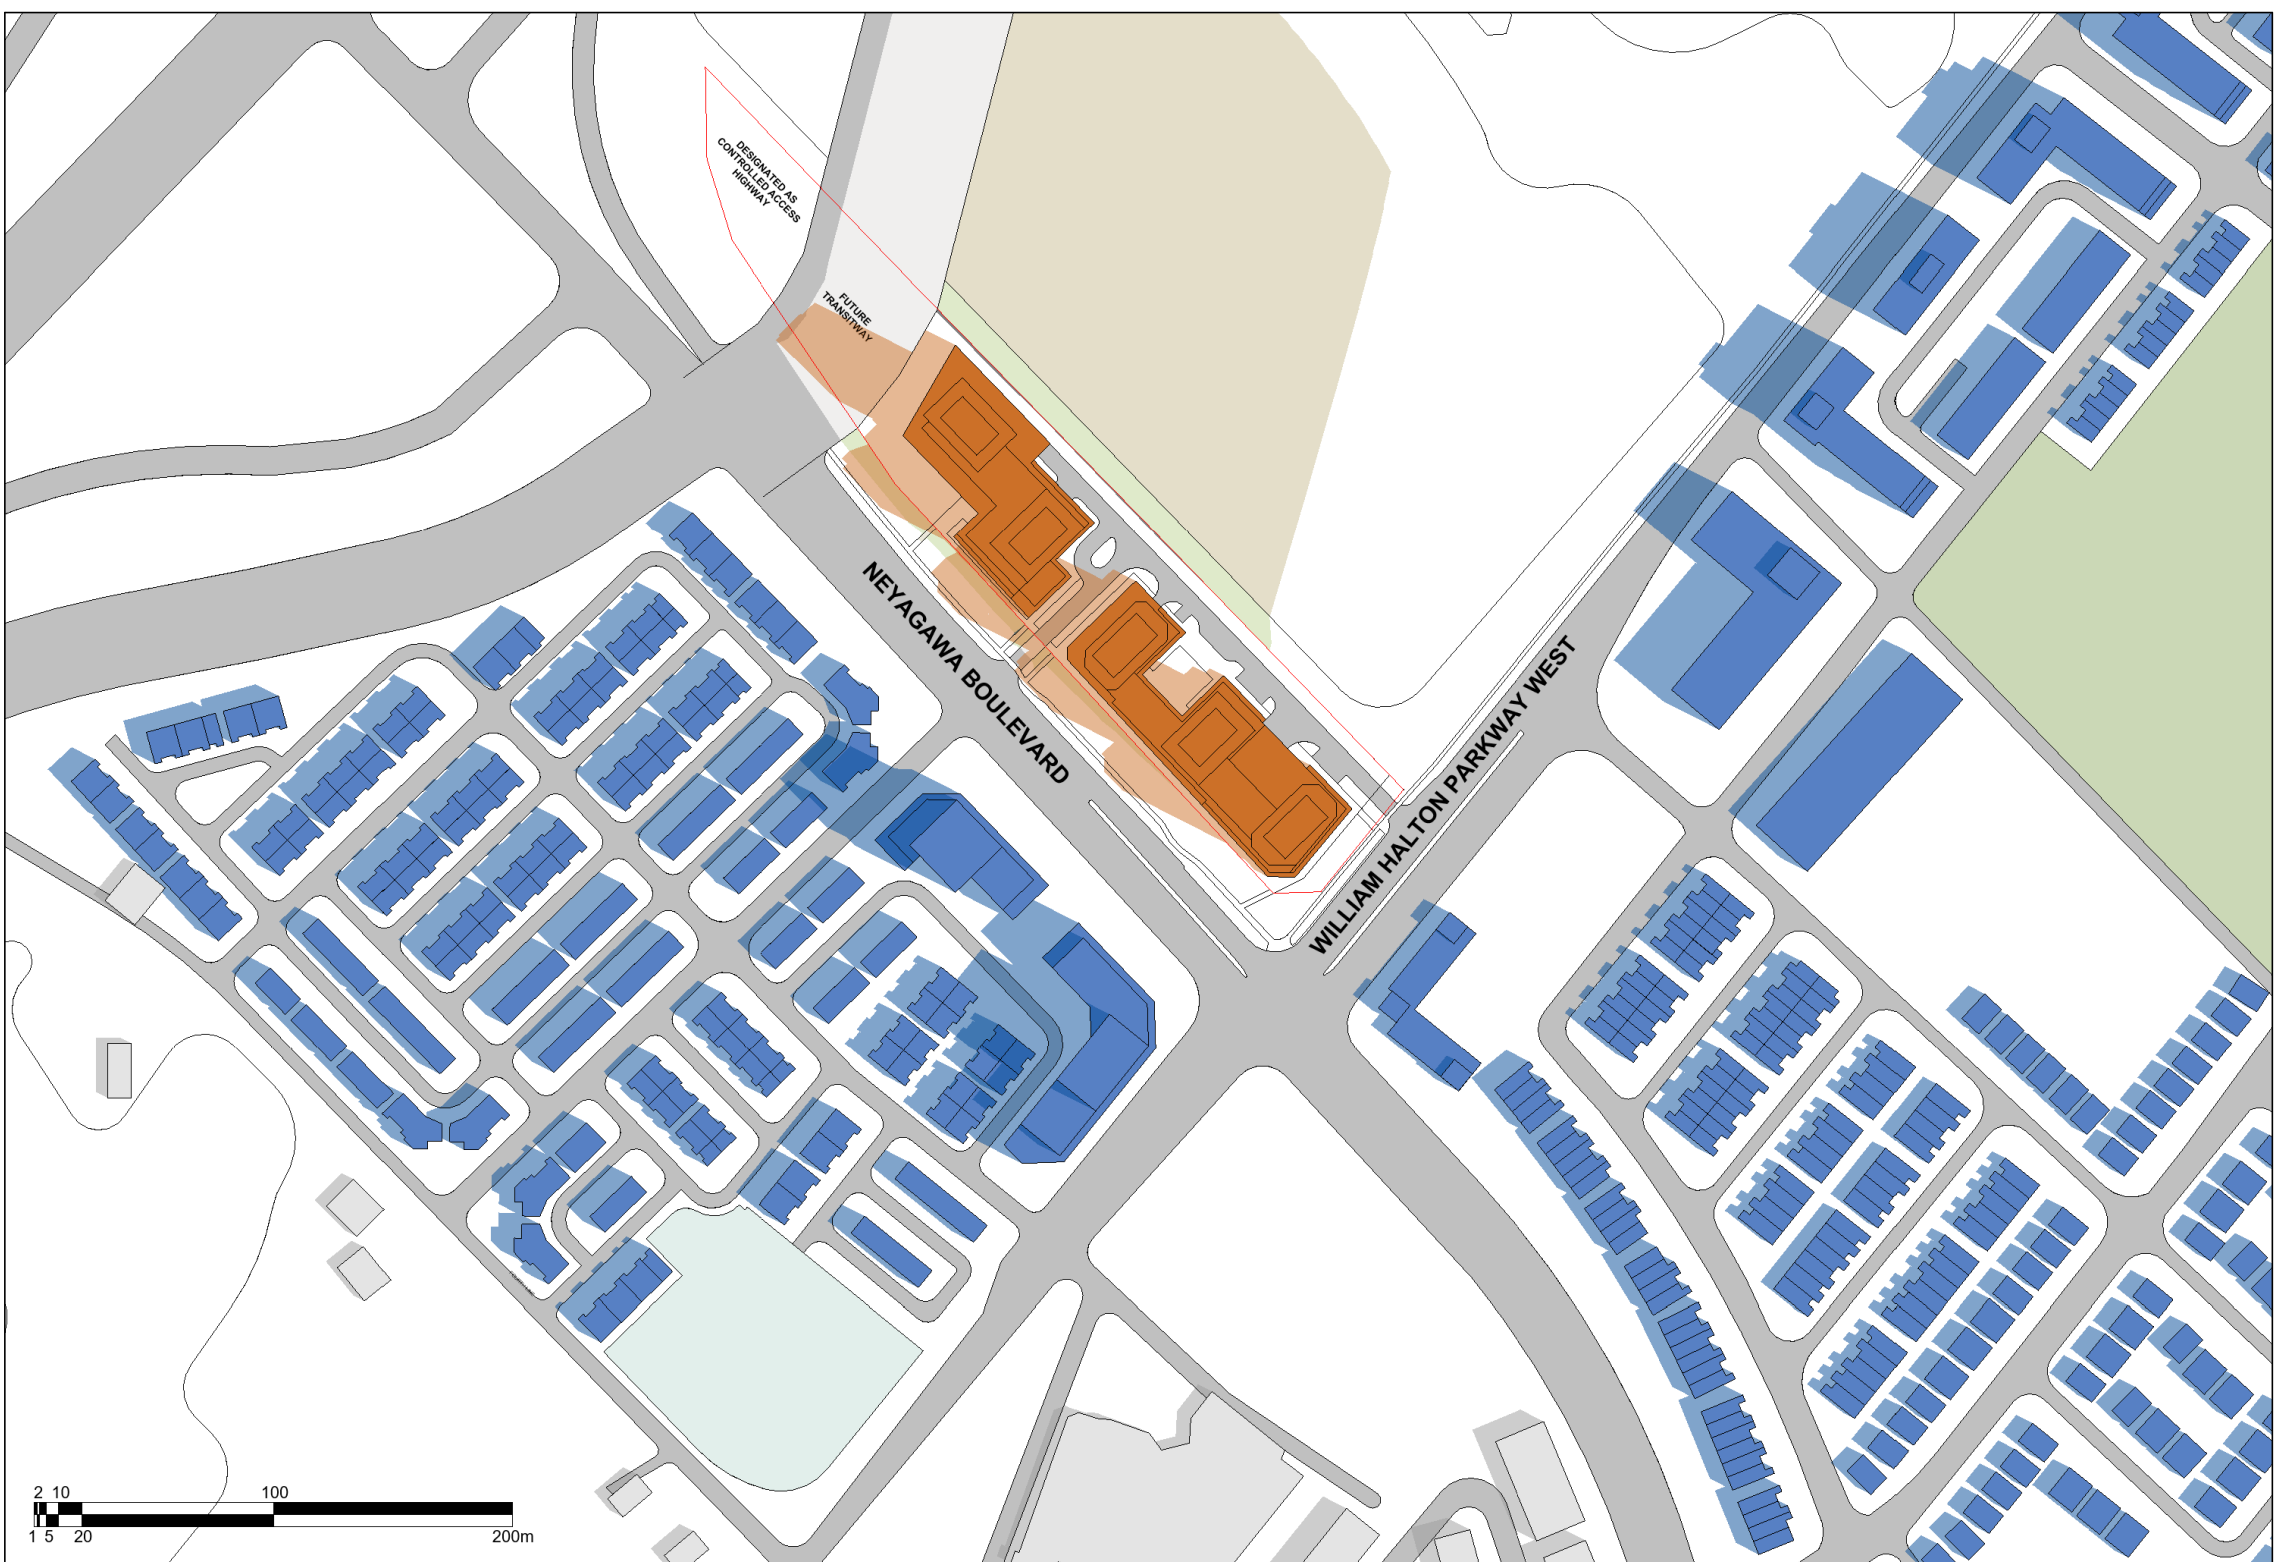 DESIGNATED AS
CONTROLLED ACCESS
HIGHWAY
FUTURE
TRANSITWAY
NEYAGAWA BOULEVARD
WILLIAM HALTON PARKWAY WEST
2 10 100
1 5 20 200m